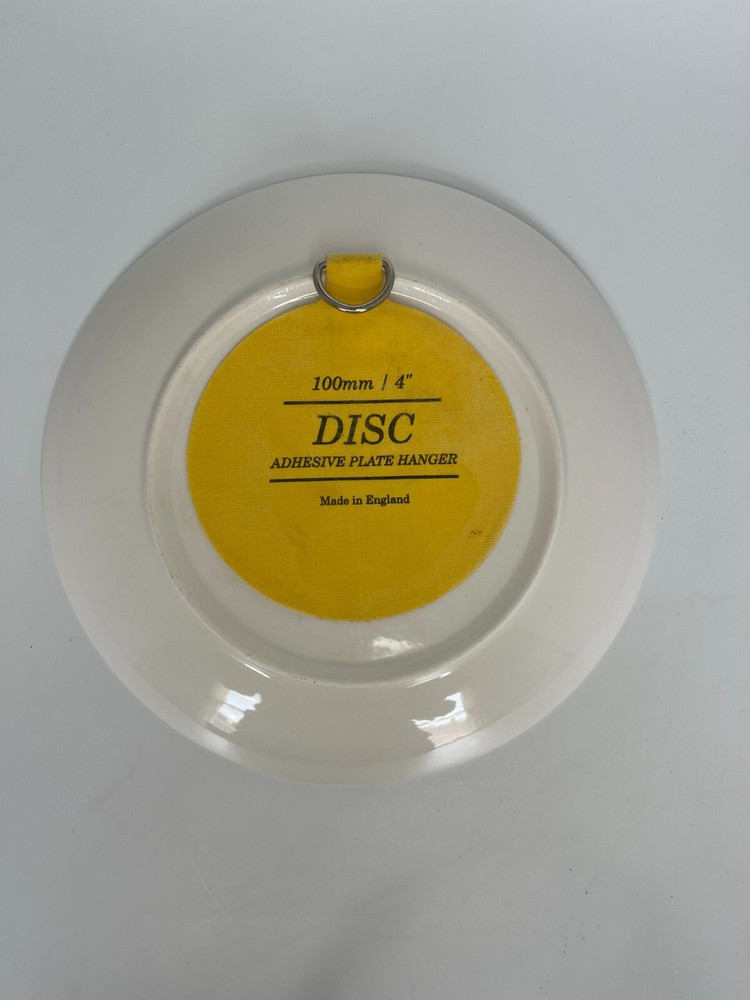 100mm / 4"
DISC
ADHESIVE PLATE HANGER
Made in England